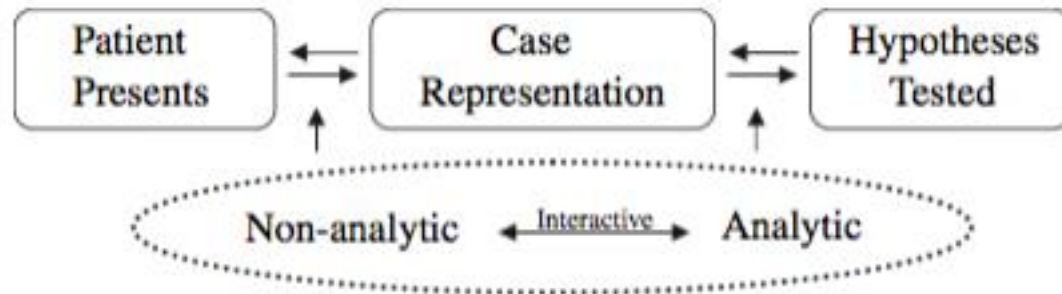 Patient
Presents
Case
Representation
Hypotheses
Tested
Non-analytic
Interactive
Analytic